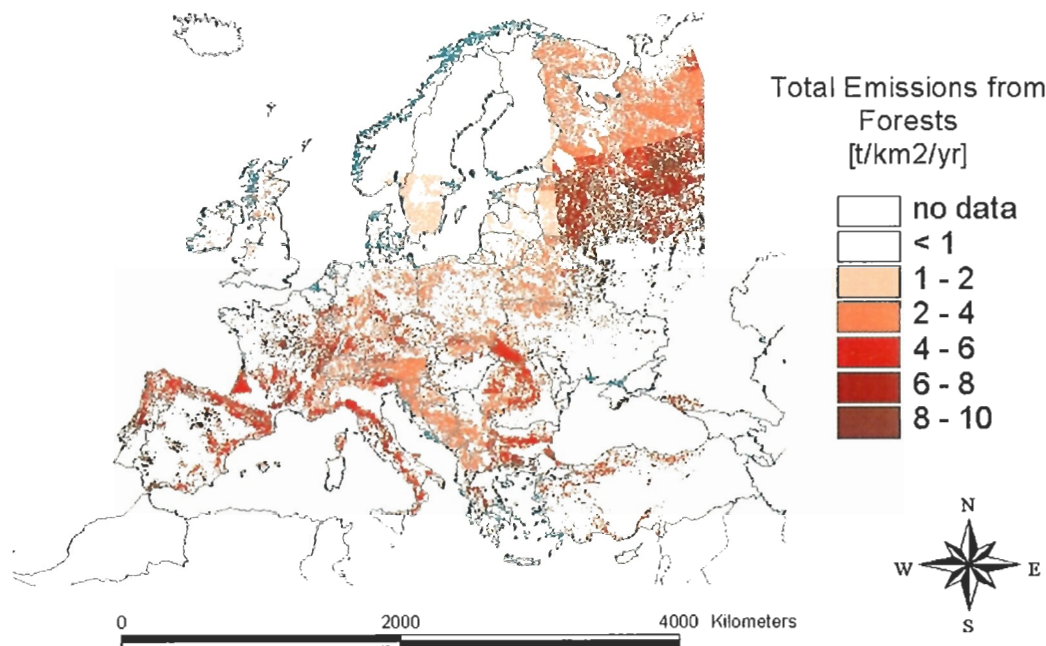 Total Emissions from
Forests
[t/km2/yr]
no data
< 1
1 - 2
2 - 4
4 - 6
6 - 8
8 - 10
N
W E
S
0 2000 4000 Kilometers